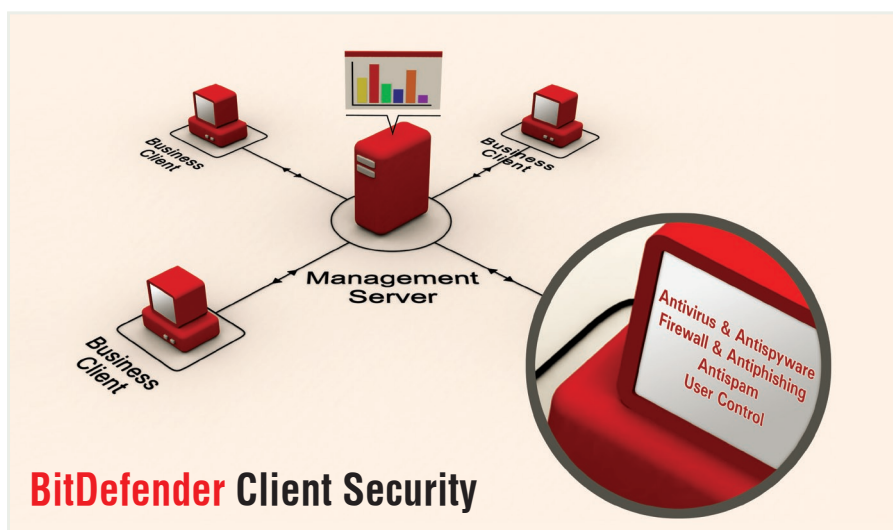 Business
Client
Business
Client
Management
Server
Business
Client
Antivirus & Antispyware
Firewall & Antiphishing
Antispam
User Control
BitDefender Client Security